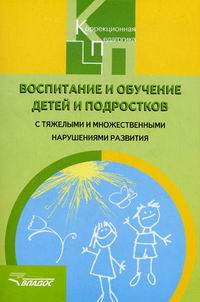 Коррекционная
педагогика
ВОСПИТАНИЕ И ОБУЧЕНИЕ
ДЕТЕЙ И ПОДРОСТКОВ
С ТЯЖЕЛЫМИ И МНОЖЕСТВЕННЫМИ
НАРУШЕНИЯМИ РАЗВИТИЯ
ВЛАДОС